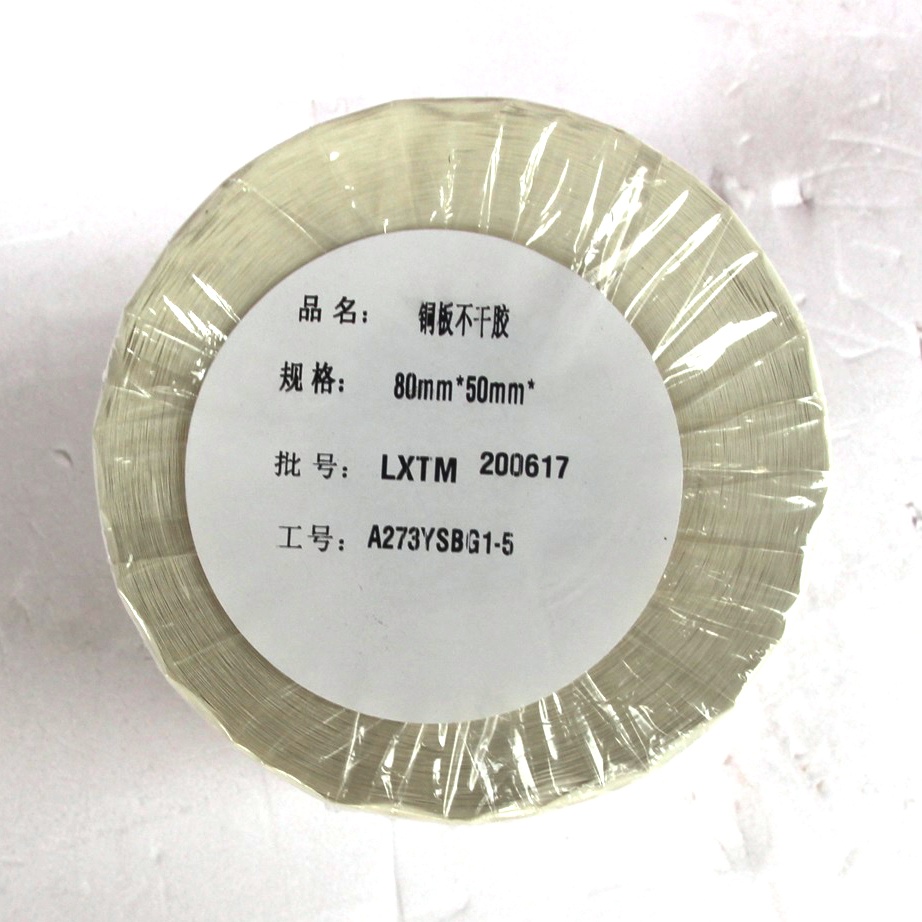 品名： 铜板不干胶
规格： 80mm*50mm*
批号： LXTM 200617
工号： A273YSBG1-5